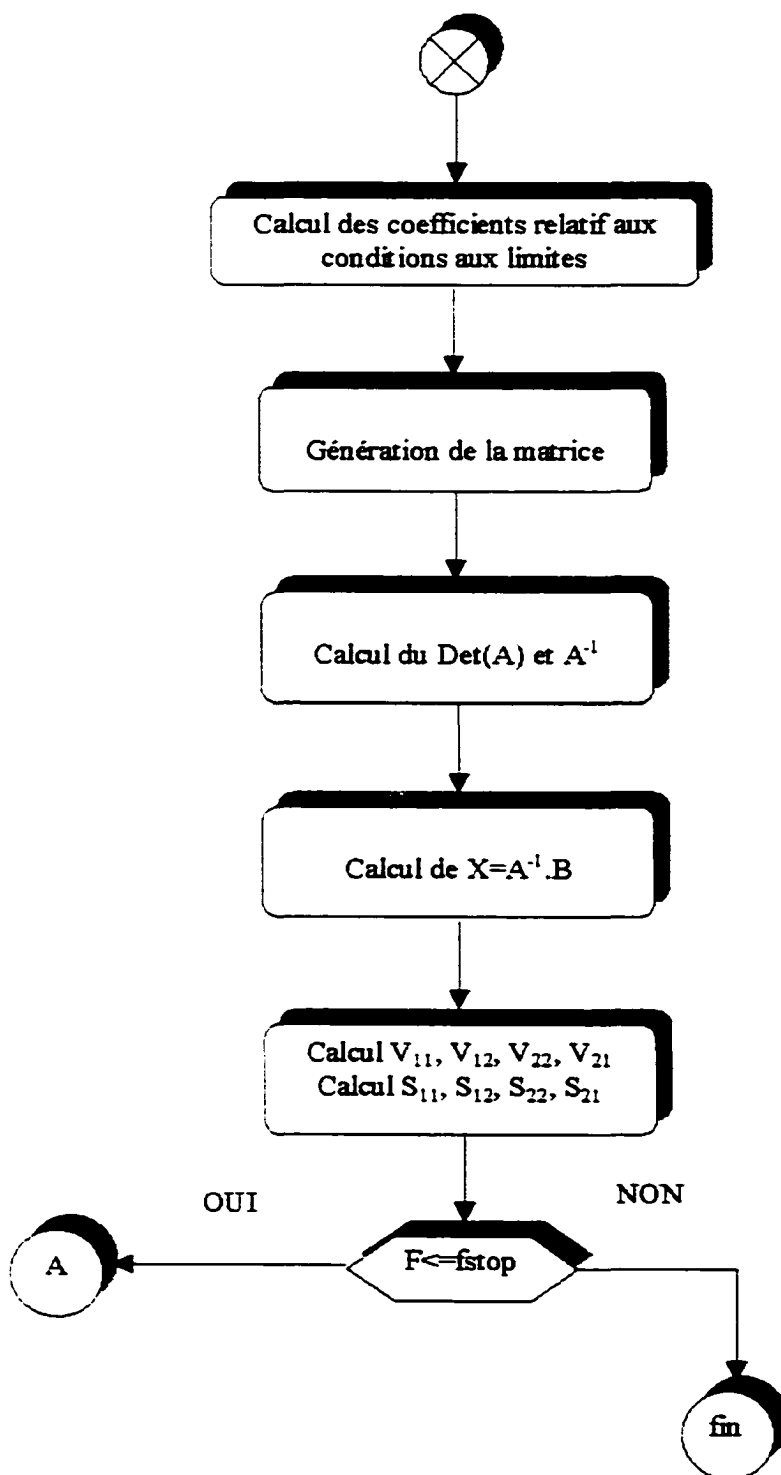 Calcul des coefficients relatif aux
conditions aux limites
Génération de la matrice
Calcul du Det(A) et A⁻¹
Calcul de X=A⁻¹.B
Calcul V₁₁, V₁₂, V₂₂, V₂₁
Calcul S₁₁, S₁₂, S₂₂, S₂₁
OUI
NON
A
F<=fstop
fin